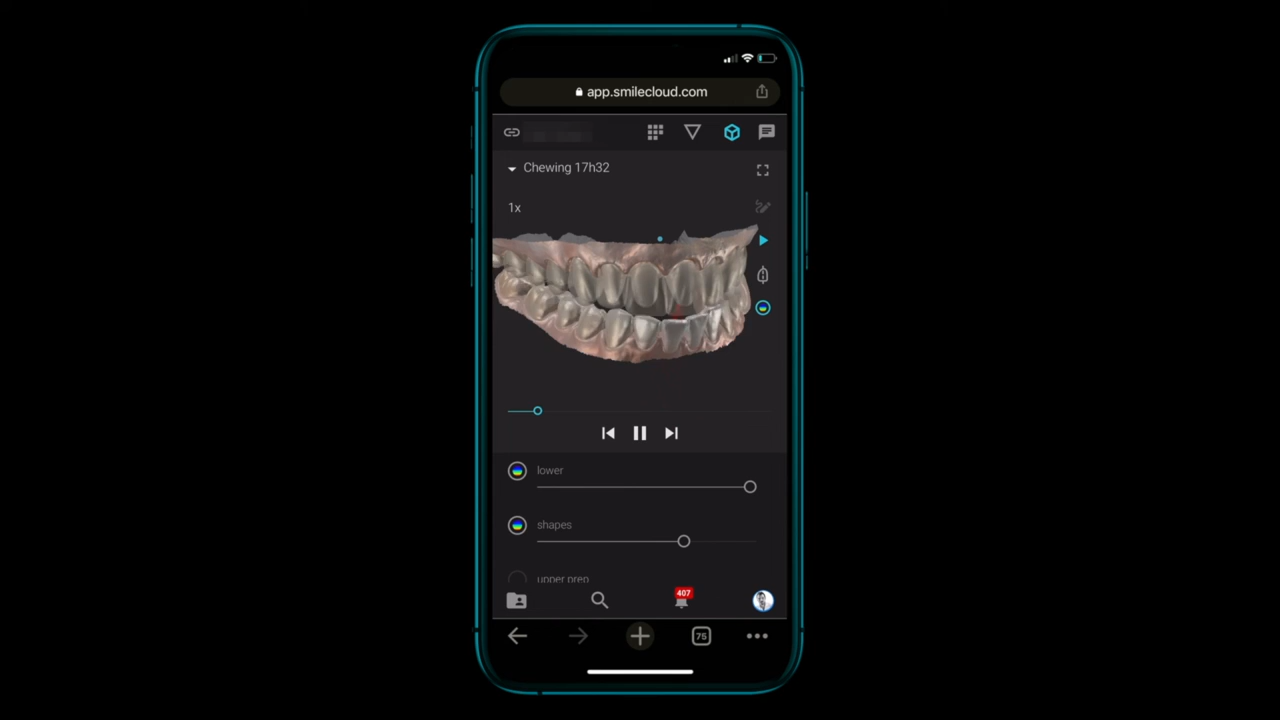 app.smilecloud.com
Chewing 17h32
1x
lower
shapes
upper prep
407
75